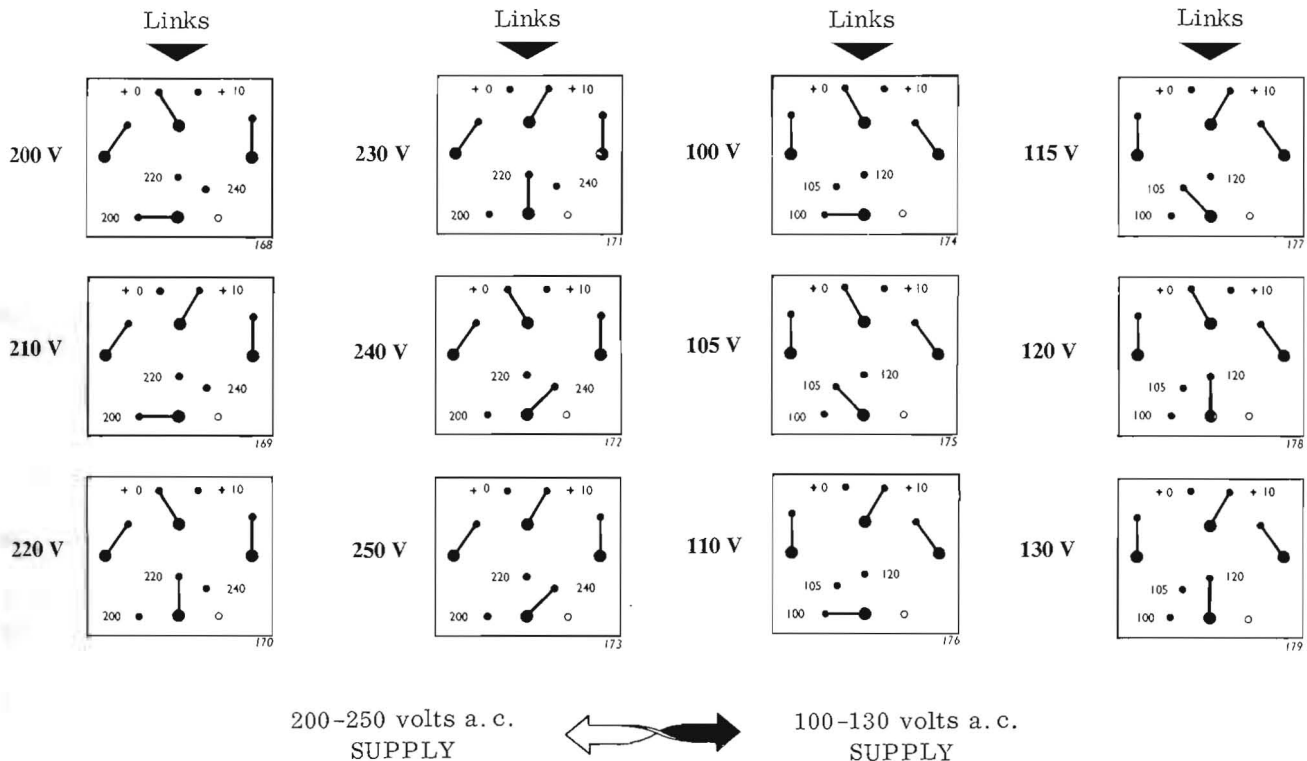 Links Links Links Links
+ 0 + 10
200 V
220 240
200
168
+ 0 + 10
230 V
220 240
200
171
+ 0 + 10
100 V
105 120
100
174
+ 0 + 10
115 V
105 120
100
177
+ 0 + 10
210 V
220 240
200
169
+ 0 + 10
240 V
220 240
200
172
+ 0 + 10
105 V
105 120
100
175
+ 0 + 10
120 V
105 120
100
178
+ 0 + 10
220 V
220 240
200
170
+ 0 + 10
250 V
220 240
200
173
+ 0 + 10
110 V
105 120
100
176
+ 0 + 10
130 V
105 120
100
179
200-250 volts a.c.
SUPPLY
100-130 volts a.c.
SUPPLY